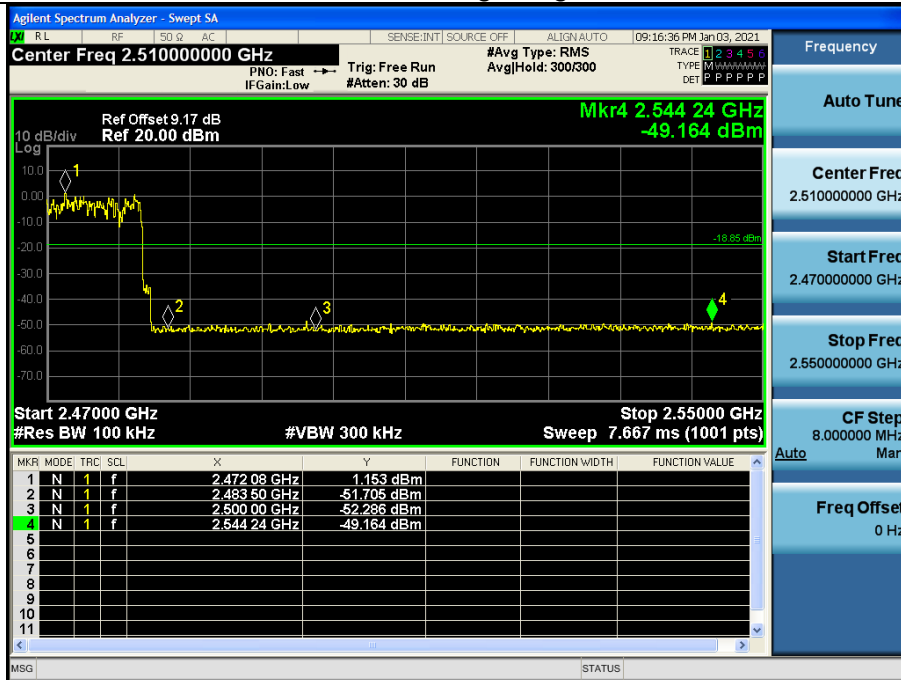 Agilent Spectrum Analyzer - Swept SA
LXI RL RF 50 Ω AC SENSE:INT SOURCE OFF ALIGN AUTO 09:16:36 PM Jan 03, 2021
Center Freq 2.510000000 GHz
PNO: Fast
IFGain:Low
Trig: Free Run
#Atten: 30 dB
#Avg Type: RMS
Avg|Hold: 300/300
TRACE 1 2 3 4 5 6
TYPE M
DET P P P P P P
Ref Offset 9.17 dB
10 dB/div Ref 20.00 dBm
Log
Mkr4 2.544 24 GHz
-49.164 dBm
10.0
0.00
-10.0
-20.0
-30.0
-40.0
-50.0
-60.0
-70.0
1
2
3
4
-18.85 dBm
Start 2.47000 GHz Stop 2.55000 GHz
#Res BW 100 kHz #VBW 300 kHz Sweep 7.667 ms (1001 pts)
MKR MODE TRC SCL X Y FUNCTION FUNCTION WIDTH FUNCTION VALUE
1 N 1 f 2.472 08 GHz 1.153 dBm
2 N 1 f 2.483 50 GHz -51.705 dBm
3 N 1 f 2.500 00 GHz -52.286 dBm
4 N 1 f 2.544 24 GHz -49.164 dBm
5
6
7
8
9
10
11
MSG STATUS
Frequency
Auto Tune
Center Freq
2.510000000 GHz
Start Freq
2.470000000 GHz
Stop Freq
2.550000000 GHz
CF Step
8.000000 MHz
Auto Man
Freq Offset
0 Hz